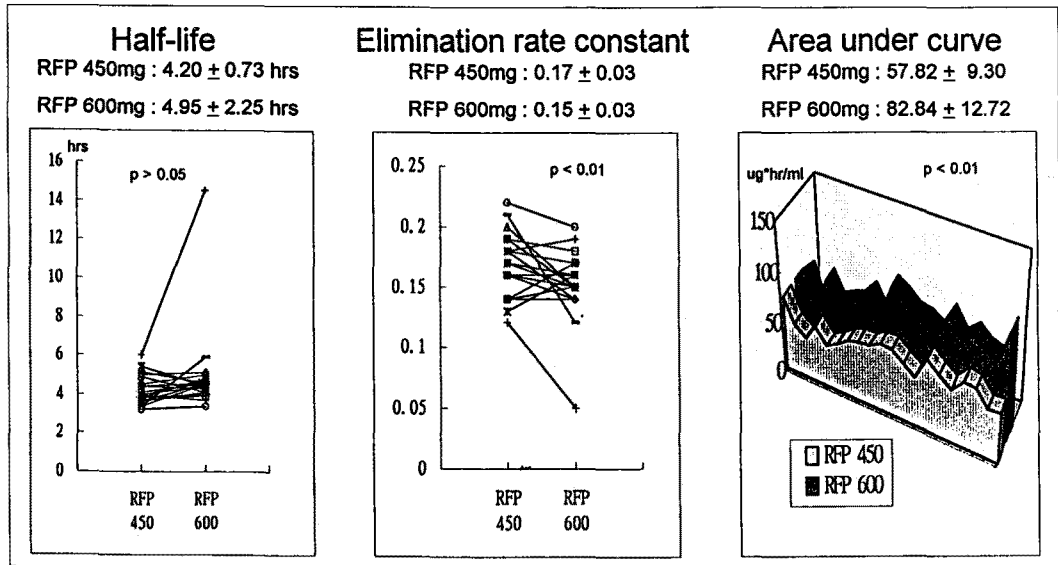 Half-life
RFP 450mg : 4.20 ± 0.73 hrs
RFP 600mg : 4.95 ± 2.25 hrs
hrs
p > 0.05
16
14
12
10
8
6
4
2
0
RFP 450
RFP 600
Elimination rate constant
RFP 450mg : 0.17 ± 0.03
RFP 600mg : 0.15 ± 0.03
p < 0.01
0.25
0.2
0.15
0.1
0.05
0
RFP 450
RFP 600
Area under curve
RFP 450mg : 57.82 ± 9.30
RFP 600mg : 82.84 ± 12.72
ug*hr/ml
p < 0.01
150
100
50
0
RFP 450
RFP 600